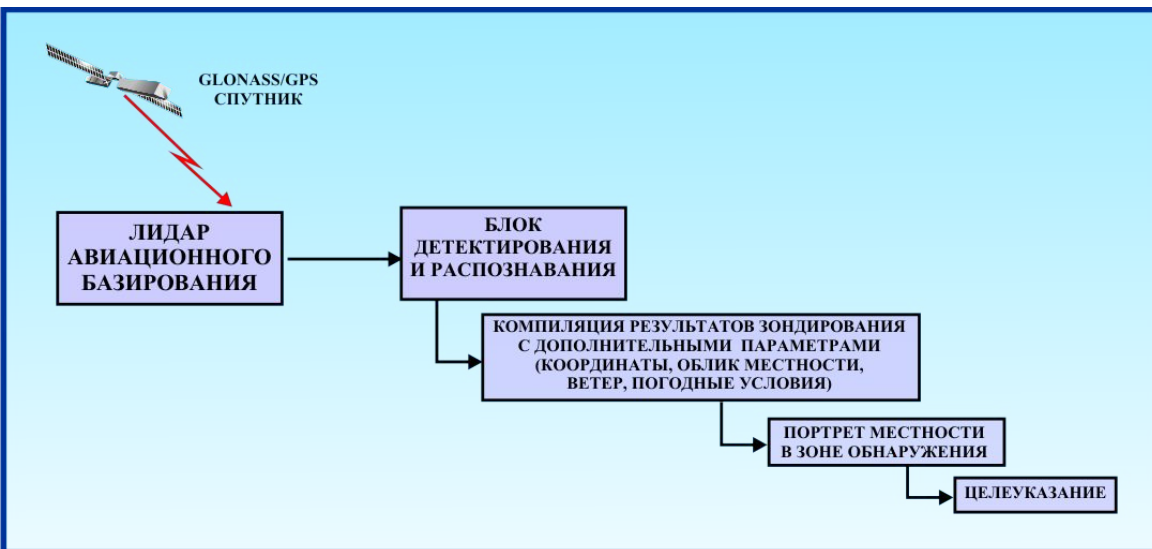 GLONASS/GPS
СПУТНИК
ЛИДАР
АВИАЦИОННОГО
БАЗИРОВАНИЯ
БЛОК
ДЕТЕКТИРОВАНИЯ
И РАСПОЗНАВАНИЯ
КОМПИЛЯЦИЯ РЕЗУЛЬТАТОВ ЗОНДИРОВАНИЯ
С ДОПОЛНИТЕЛЬНЫМИ ПАРАМЕТРАМИ
(КООРДИНАТЫ, ОБЛИК МЕСТНОСТИ,
ВЕТЕР, ПОГОДНЫЕ УСЛОВИЯ)
ПОРТРЕТ МЕСТНОСТИ
В ЗОНЕ ОБНАРУЖЕНИЯ
ЦЕЛЕУКАЗАНИЕ